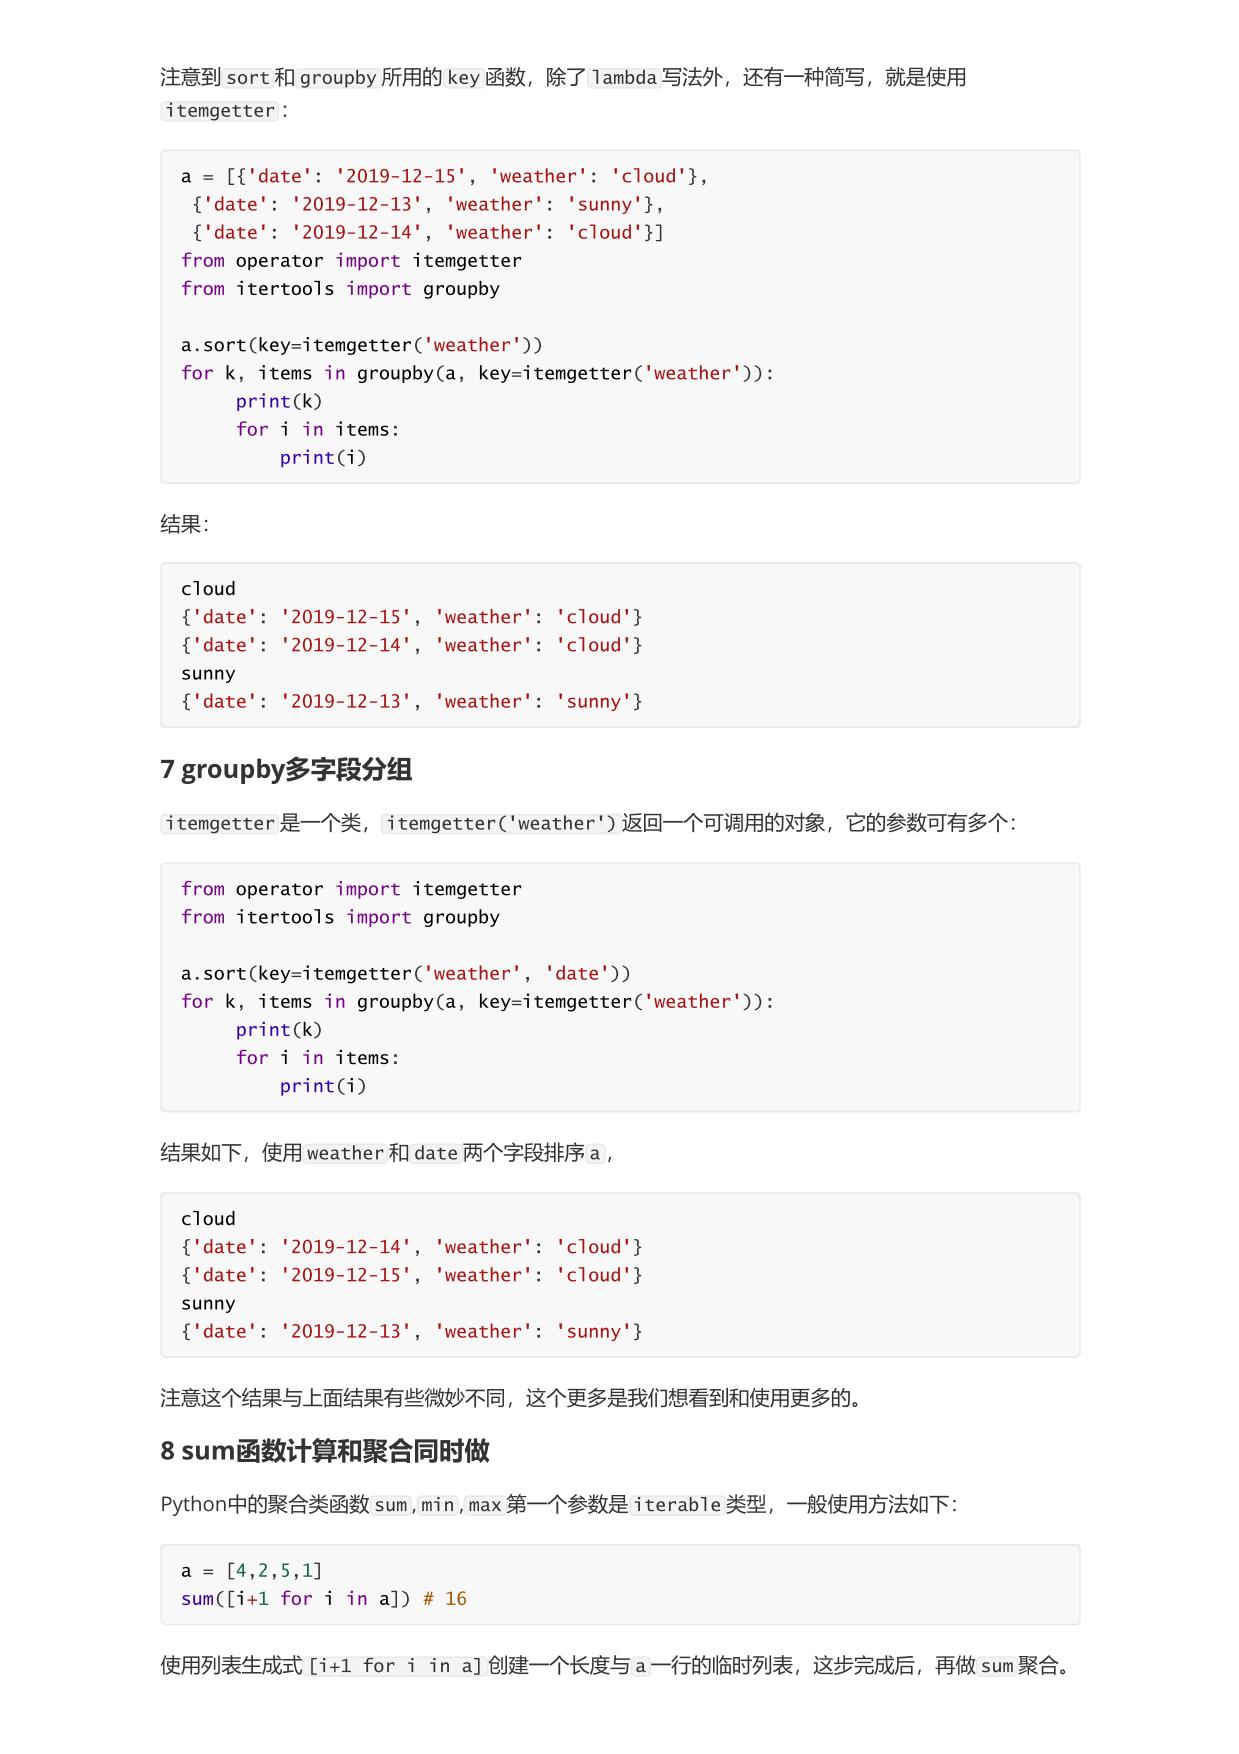 注意到sort和groupby所用的key函数，除了lambda写法外，还有一种简写，就是使用
itemgetter：
a = [{'date': '2019-12-15', 'weather': 'cloud'},
 {'date': '2019-12-13', 'weather': 'sunny'},
 {'date': '2019-12-14', 'weather': 'cloud'}]
from operator import itemgetter
from itertools import groupby

a.sort(key=itemgetter('weather'))
for k, items in groupby(a, key=itemgetter('weather')):
     print(k)
     for i in items:
         print(i)
结果：
cloud
{'date': '2019-12-15', 'weather': 'cloud'}
{'date': '2019-12-14', 'weather': 'cloud'}
sunny
{'date': '2019-12-13', 'weather': 'sunny'}
7 groupby多字段分组
itemgetter是一个类，itemgetter('weather')返回一个可调用的对象，它的参数可有多个：
from operator import itemgetter
from itertools import groupby

a.sort(key=itemgetter('weather', 'date'))
for k, items in groupby(a, key=itemgetter('weather')):
     print(k)
     for i in items:
         print(i)
结果如下，使用weather和date两个字段排序a，
cloud
{'date': '2019-12-14', 'weather': 'cloud'}
{'date': '2019-12-15', 'weather': 'cloud'}
sunny
{'date': '2019-12-13', 'weather': 'sunny'}
注意这个结果与上面结果有些微妙不同，这个更多是我们想看到和使用更多的。
8 sum函数计算和聚合同时做
Python中的聚合类函数sum,min,max第一个参数是iterable类型，一般使用方法如下：
a = [4,2,5,1]
sum([i+1 for i in a]) # 16
使用列表生成式[i+1 for i in a]创建一个长度与a一行的临时列表，这步完成后，再做sum聚合。